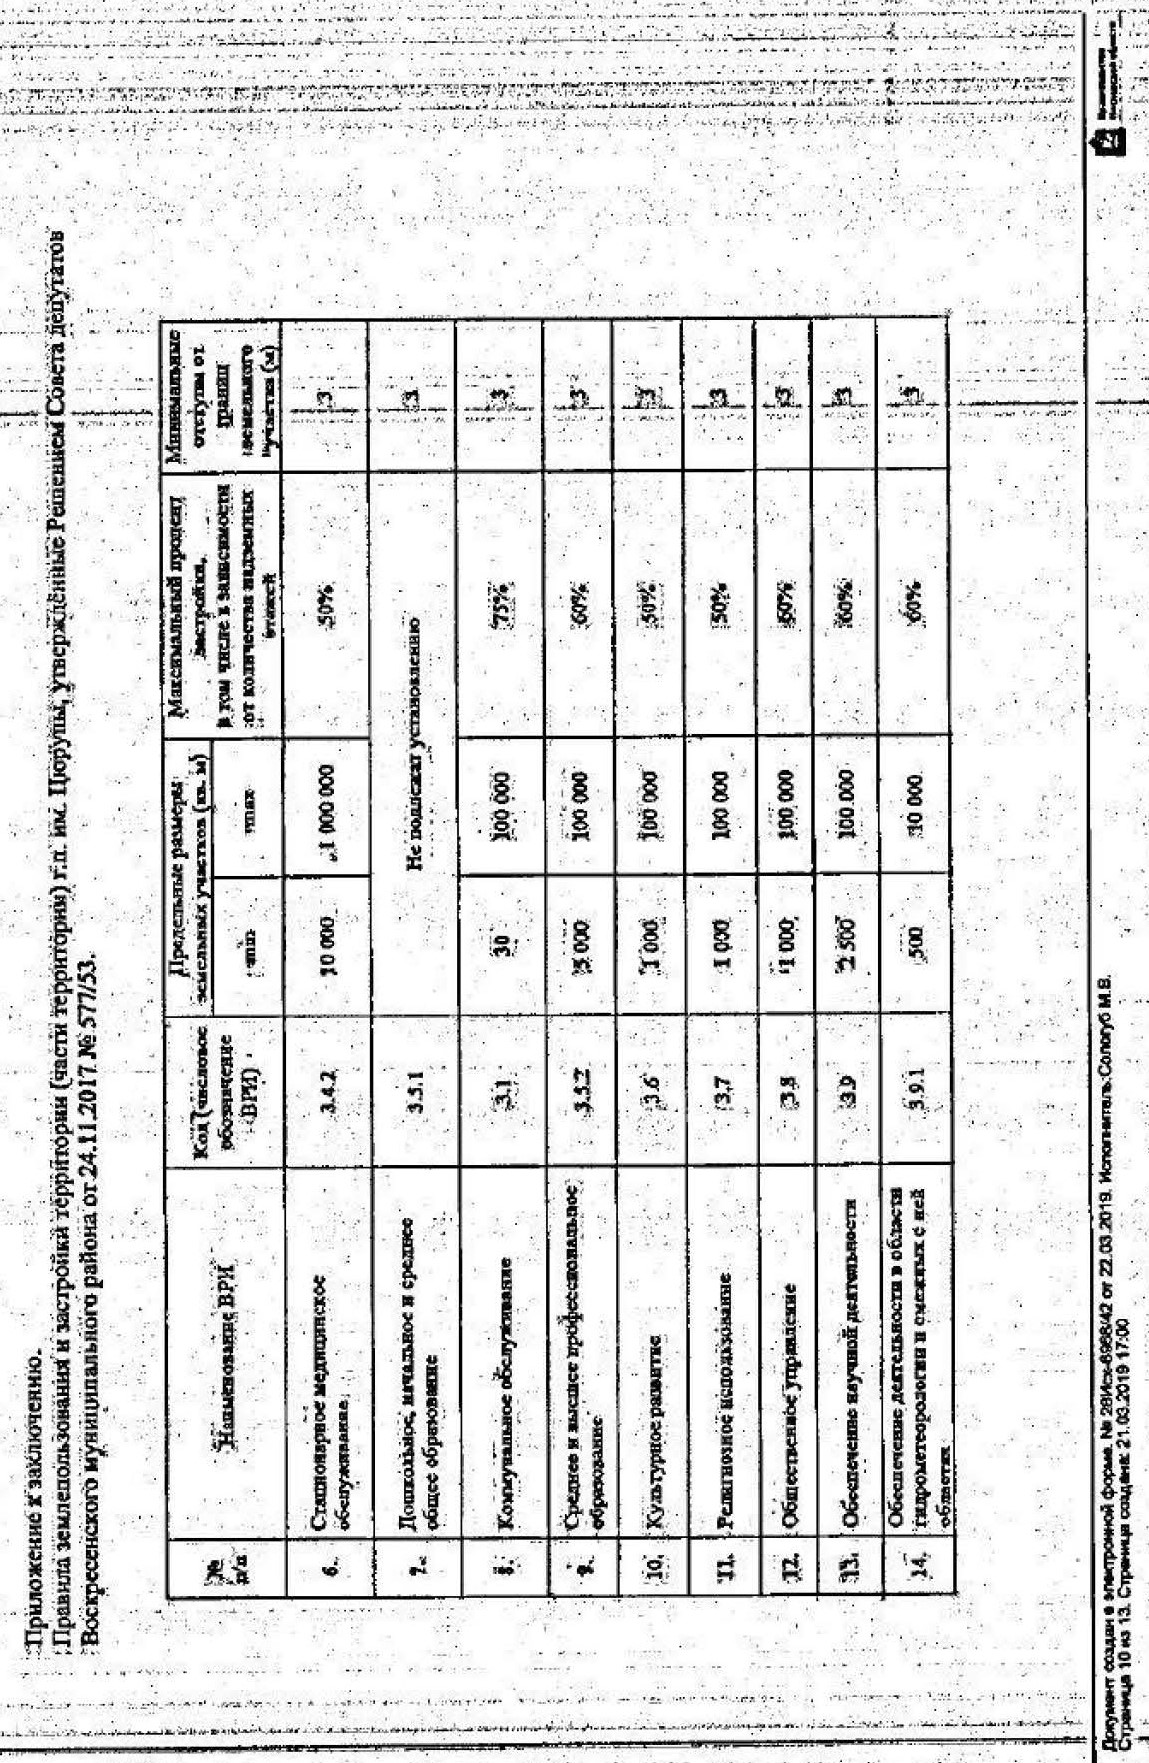 Приложение к заключению.
Правила землепользования и застройки территории (части территории) г.п. им. Цюрупы, утверждённые Решением Совета депутатов
Воскресенского муниципального района от 24.11.2017 № 577/53.
№ п/п
Наименование ВРИ
Код (числовое обозначение ВРИ)
Предельные размеры земельных участков (кв. м)
min
max
Максимальный процент застройки, в том числе в зависимости от количества надземных этажей
Минимальные отступы от границ земельного участка (м)
6. Стационарное медицинское обслуживание 3.4.2 10 000 1 000 000 50% 3
7. Дошкольное, начальное и среднее общее образование 3.5.1 Не подлежат установлению 3
8. Коммунальное обслуживание 3.1 30 100 000 75% 3
9. Среднее и высшее профессиональное образование 3.5.2 5 000 100 000 60% 3
10. Культурное развитие 3.6 1 000 100 000 50% 3
11. Религиозное использование 3.7 1 000 100 000 50% 3
12. Общественное управление 3.8 1 000 100 000 60% 3
13. Обеспечение научной деятельности 3.9 2 500 100 000 60% 3
14. Обеспечение деятельности в области гидрометеорологии и смежных с ней областях 3.9.1 500 10 000 60% 3
Документ создан в электронной форме. № 28Исх-6988/42 от 22.03.2019. Исполнитель:Сологуб М.В.
Страница 10 из 13. Страница создана: 21.03.2019 17:00